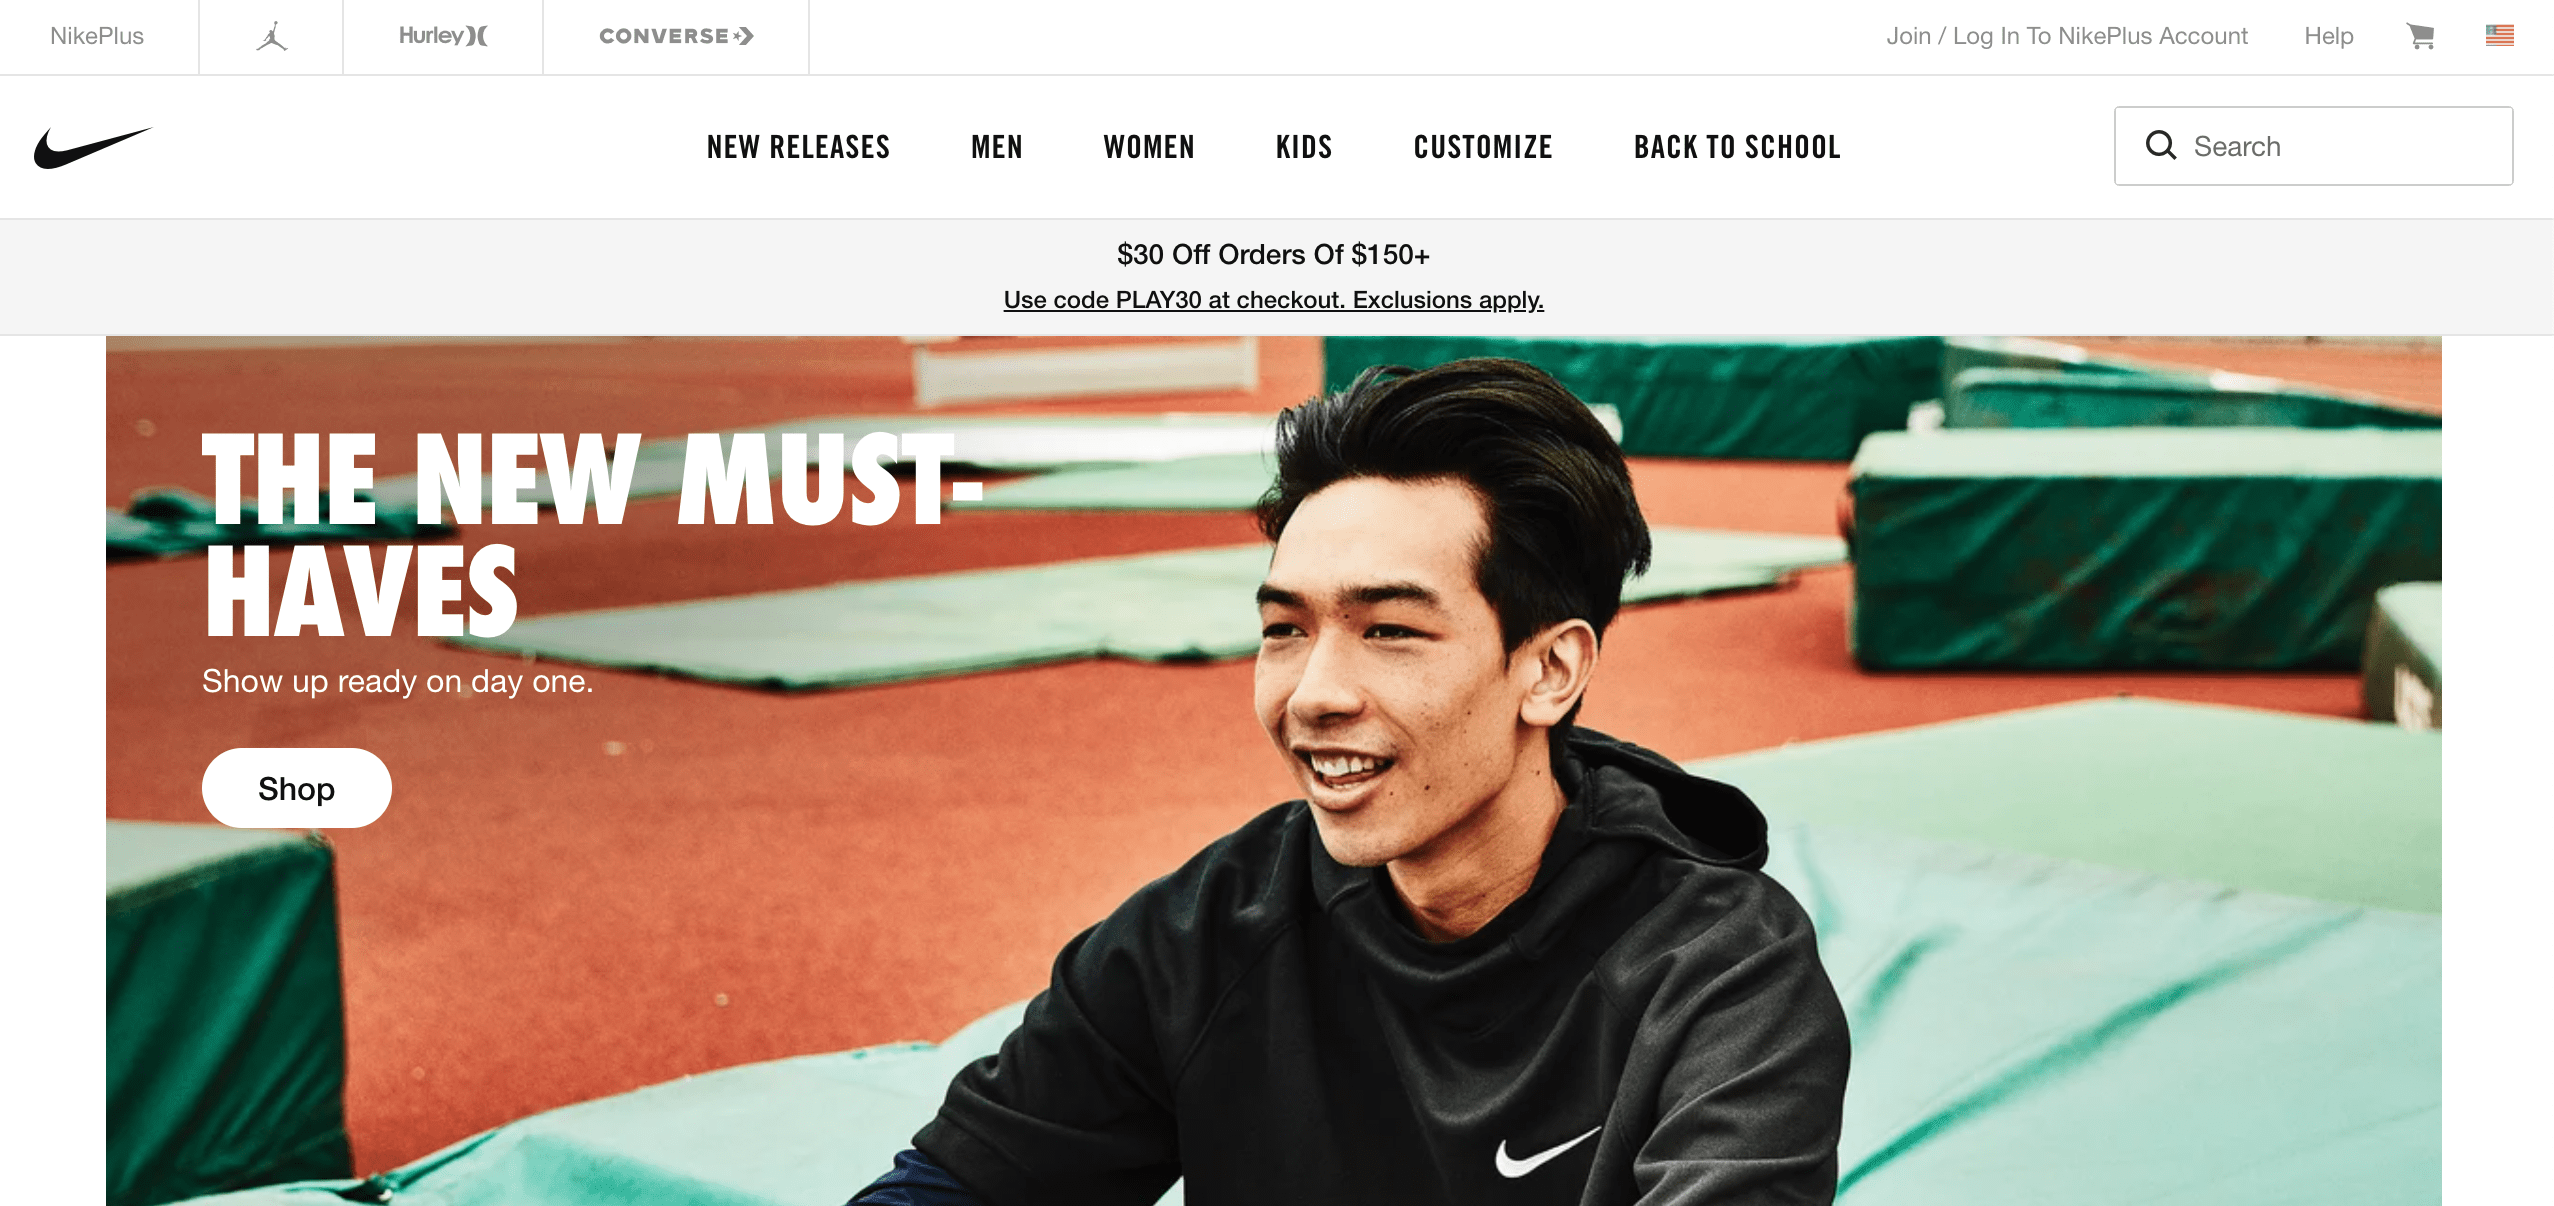 NikePlus
Hurley
CONVERSE
Join / Log In To NikePlus Account
Help
NEW RELEASES
MEN
WOMEN
KIDS
CUSTOMIZE
BACK TO SCHOOL
Search
$30 Off Orders Of $150+
Use code PLAY30 at checkout. Exclusions apply.
THE NEW MUST-
HAVES
Show up ready on day one.
Shop